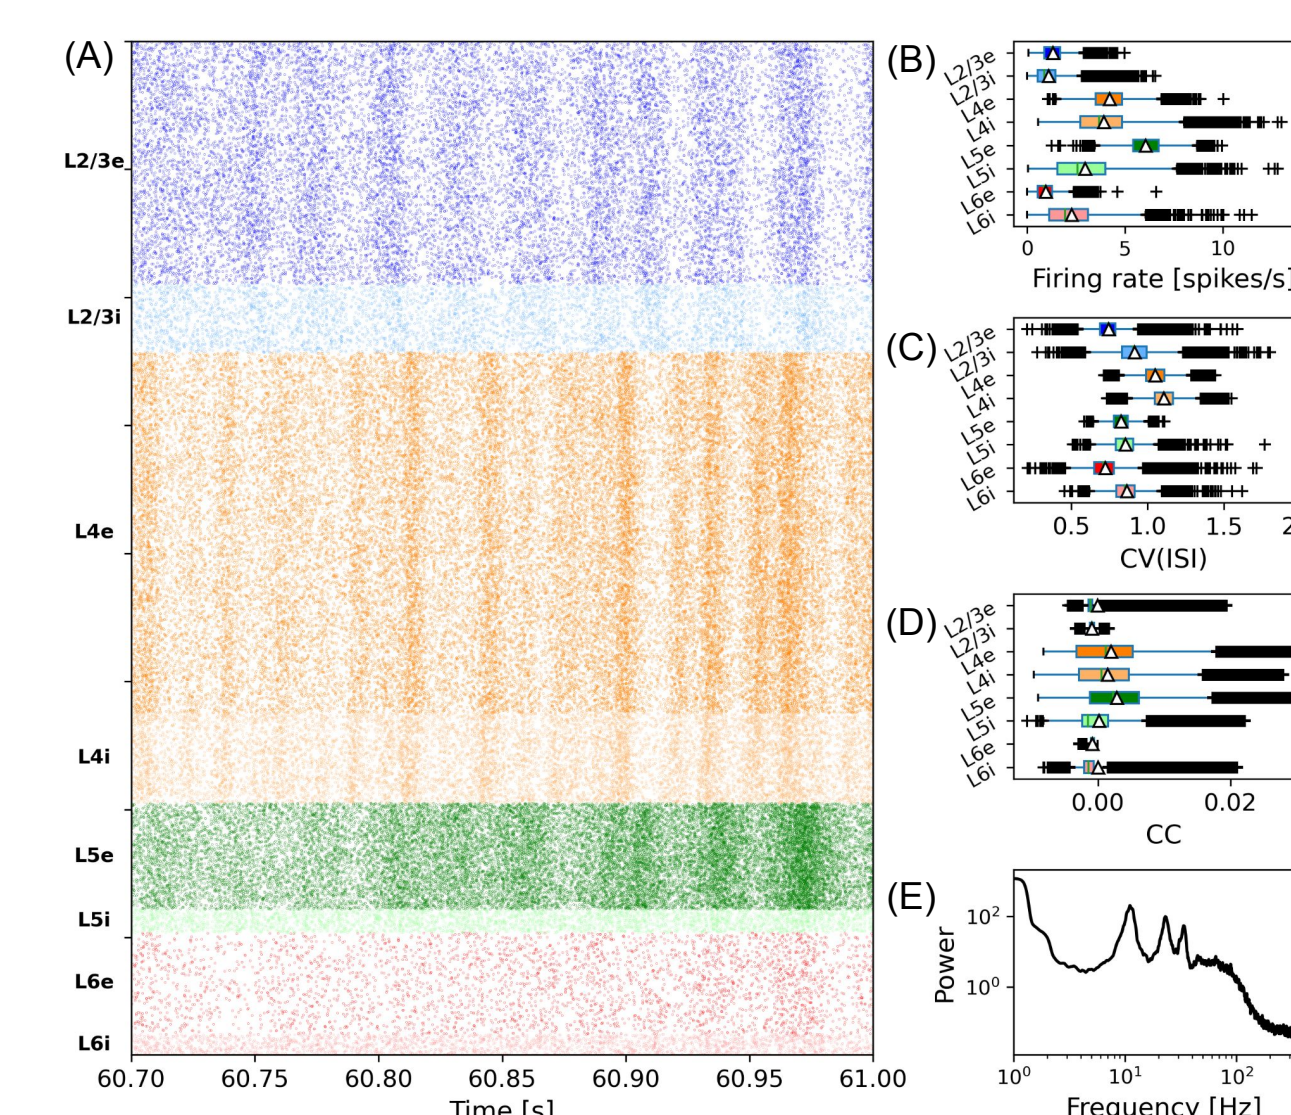 (A)
L2/3e
L2/3i
L4e
L4i
L5e
L5i
L6e
L6i
60.70 60.75 60.80 60.85 60.90 60.95 61.00
Time [s]
(B)
L2/3e
L2/3i
L4e
L4i
L5e
L5i
L6e
L6i
0 5 10
Firing rate [spikes/s]
(C)
L2/3e
L2/3i
L4e
L4i
L5e
L5i
L6e
L6i
0.5 1.0 1.5 2
CV(ISI)
(D)
L2/3e
L2/3i
L4e
L4i
L5e
L5i
L6e
L6i
0.00 0.02
CC
(E)
Power
10²
10⁰
10⁰ 10¹ 10²
Frequency [Hz]